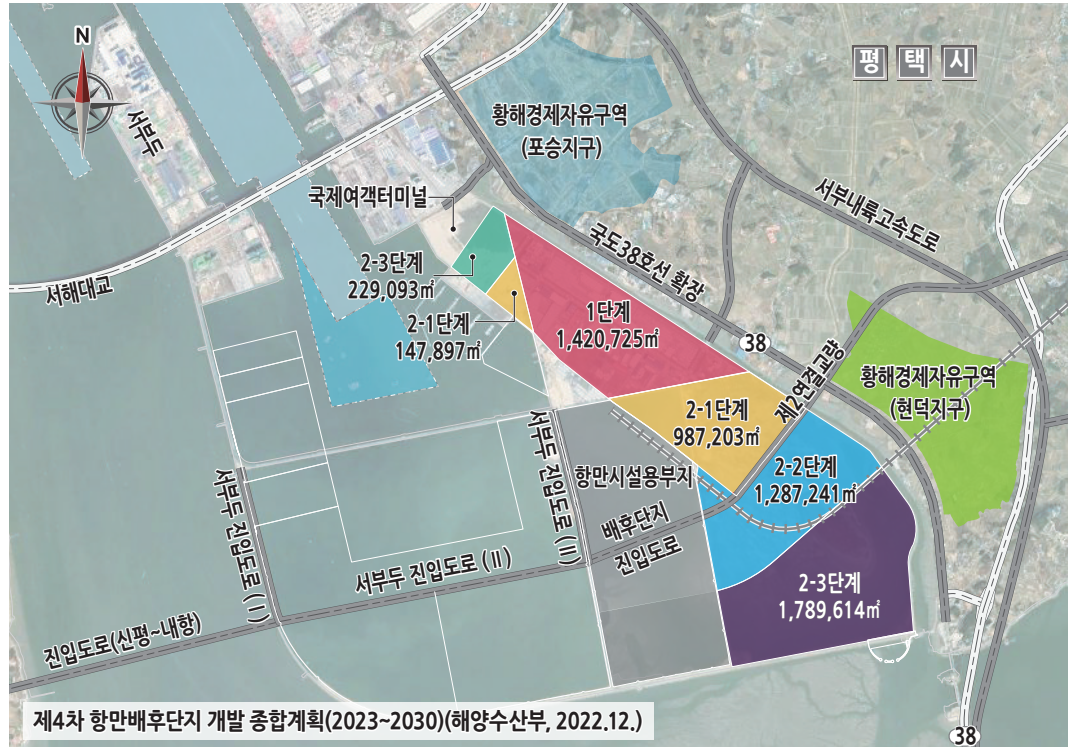 N
평택시
서부두
황해경제자유구역
(포승지구)
국제여객터미널
서부내륙고속도로
2-3단계
229,093㎡
국도38호선 확장
서해대교
2-1단계
147,897㎡
1단계
1,420,725㎡
38
제2연결교량
황해경제자유구역
(현덕지구)
2-1단계
987,203㎡
서부두 진입도로 (Ⅰ)
서부두 진입도로 (Ⅱ)
항만시설용부지
2-2단계
1,287,241㎡
배후단지
진입도로
서부두 진입도로 (Ⅱ)
2-3단계
1,789,614㎡
진입도로(신평~내항)
제4차 항만배후단지 개발 종합계획(2023~2030)(해양수산부, 2022.12.)
38